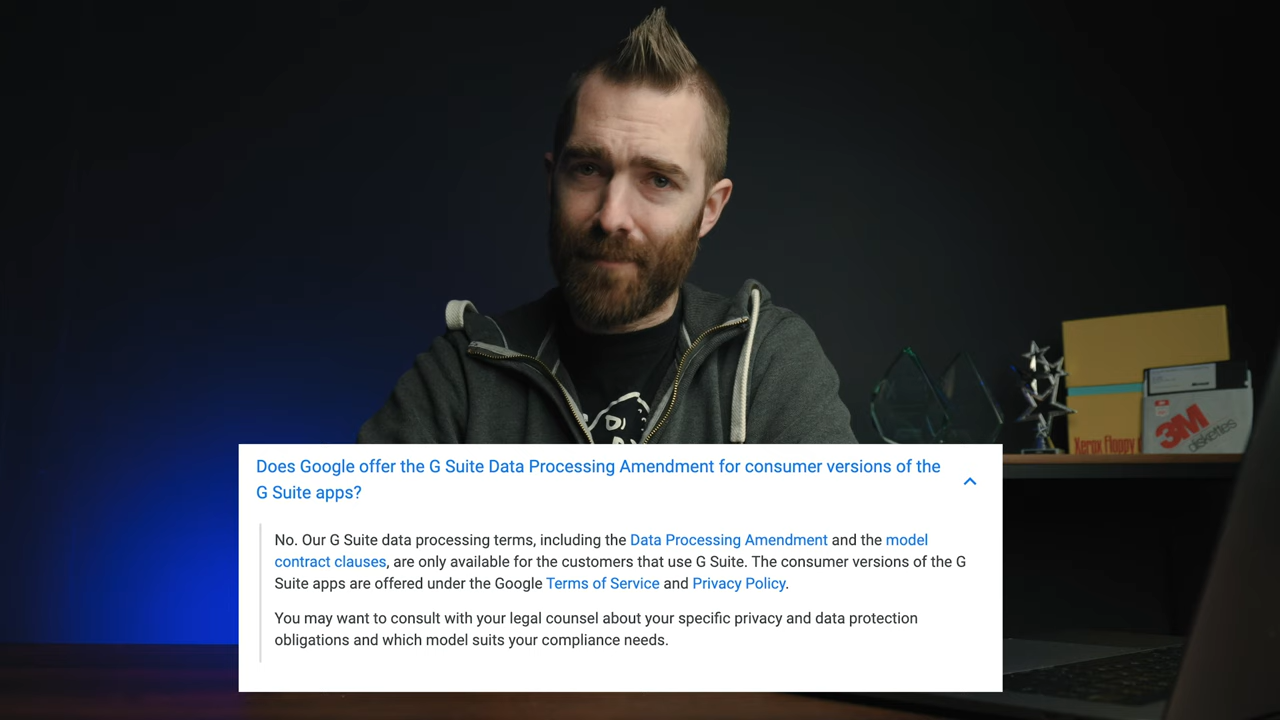 Does Google offer the G Suite Data Processing Amendment for consumer versions of the
G Suite apps?
No. Our G Suite data processing terms, including the Data Processing Amendment and the model
contract clauses, are only available for the customers that use G Suite. The consumer versions of the G
Suite apps are offered under the Google Terms of Service and Privacy Policy.
You may want to consult with your legal counsel about your specific privacy and data protection
obligations and which model suits your compliance needs.
Xerox Floppy
3M
diskettes